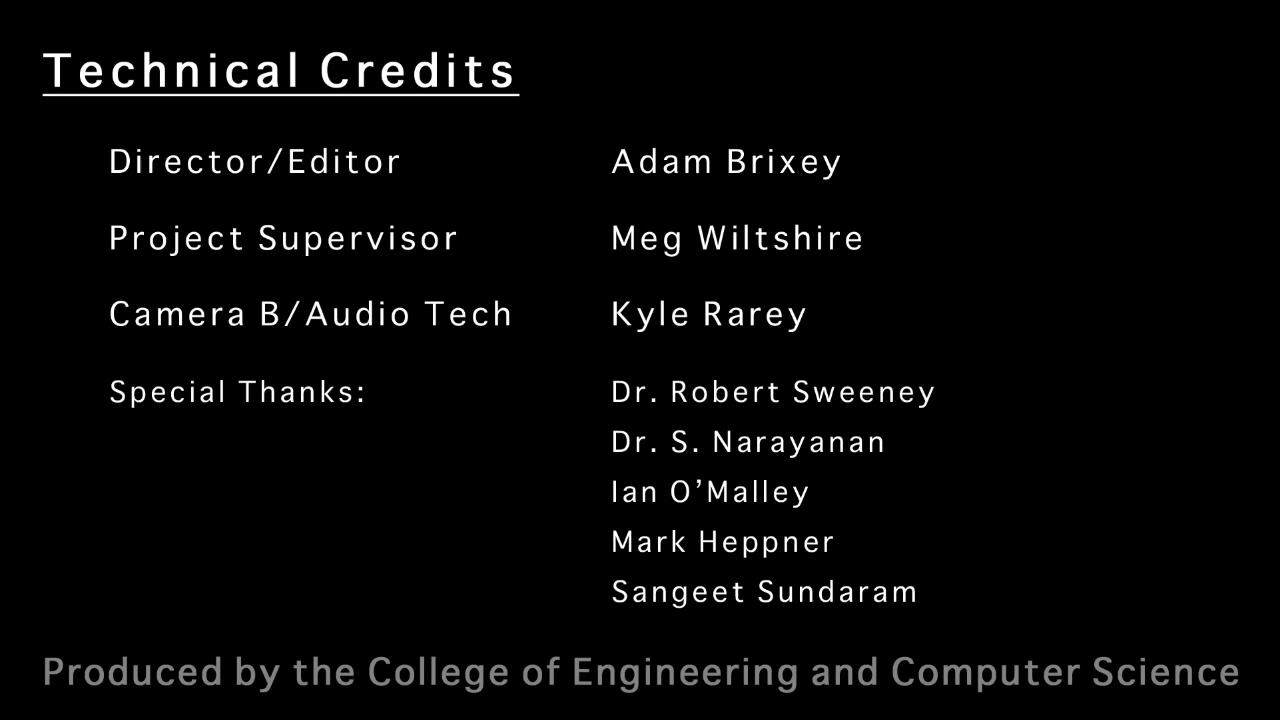 Technical Credits
Director/Editor Adam Brixey
Project Supervisor Meg Wiltshire
Camera B/Audio Tech Kyle Rarey
Special Thanks: Dr. Robert Sweeney
Dr. S. Narayanan
Ian O’Malley
Mark Heppner
Sangeet Sundaram
Produced by the College of Engineering and Computer Science